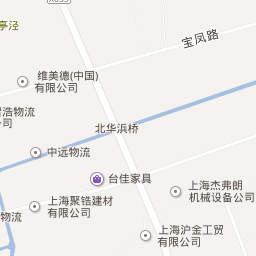 亭泾
宝凤路
维美德(中国)
有限公司
浩物流
公司
北华浜桥
中远物流
台佳家具
上海杰弗朗
机械设备公司
上海聚锆建材
有限公司
物流
上海沪金工贸
有限公司